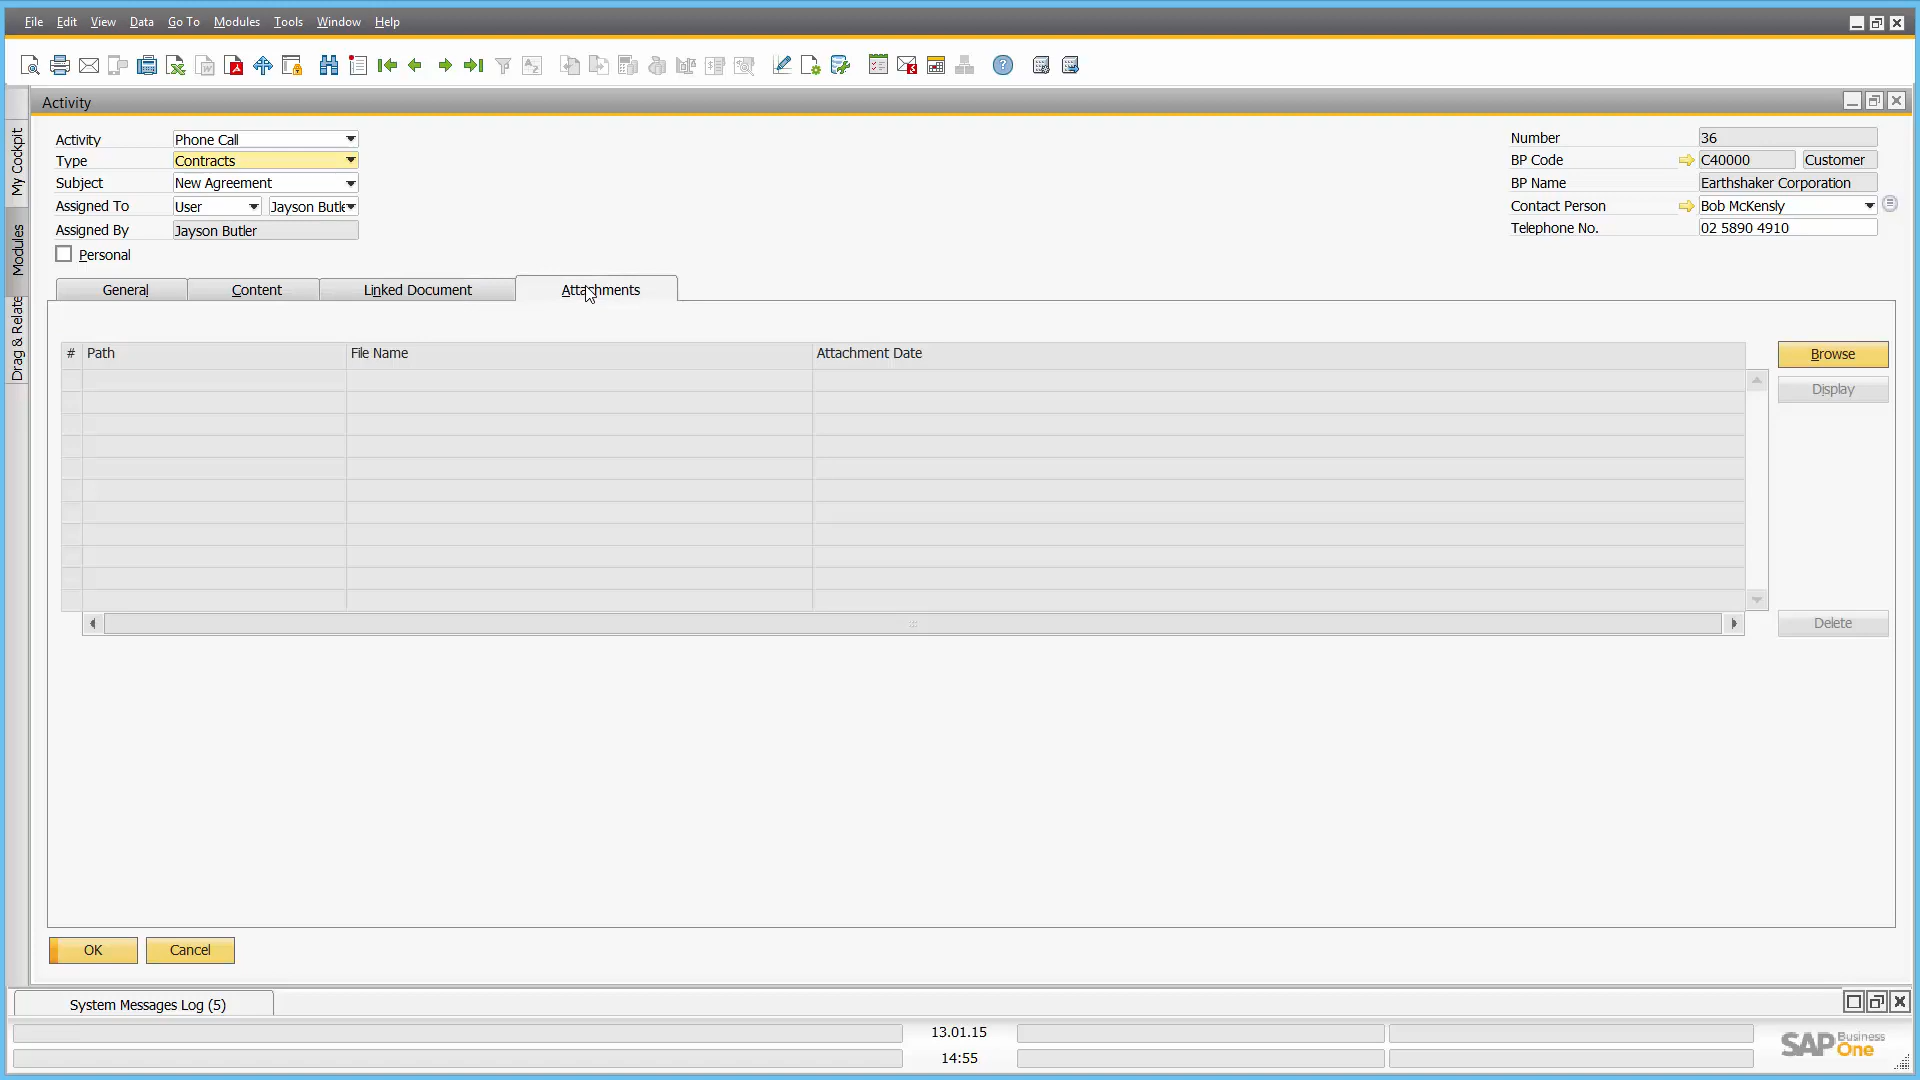 File Edit View Data Go To Modules Tools Window Help
Activity
My Cockpit
Modules
Drag & Relate
Activity Phone Call
Type Contracts
Subject New Agreement
Assigned To User Jayson Butle
Assigned By Jayson Butler
Personal
Number 36
BP Code C40000 Customer
BP Name Earthshaker Corporation
Contact Person Bob McKensly
Telephone No. 02 5890 4910
General Content Linked Document Attachments
# Path File Name Attachment Date
Browse
Display
Delete
OK Cancel
System Messages Log (5)
13.01.15
14:55
SAP Business One